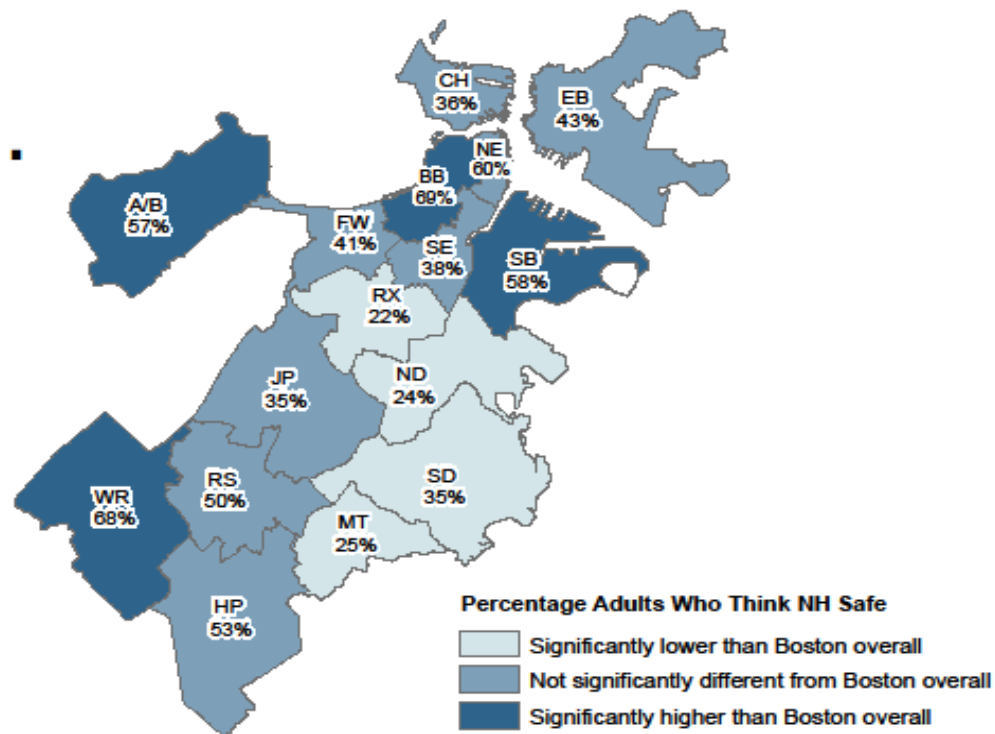 CH
36%
EB
43%
NE
60%
BB
69%
A/B
57%
FW
41%
SE
38%
SB
58%
RX
22%
JP
35%
ND
24%
WR
68%
RS
50%
SD
35%
MT
25%
HP
53%
Percentage Adults Who Think NH Safe
Significantly lower than Boston overall
Not significantly different from Boston overall
Significantly higher than Boston overall